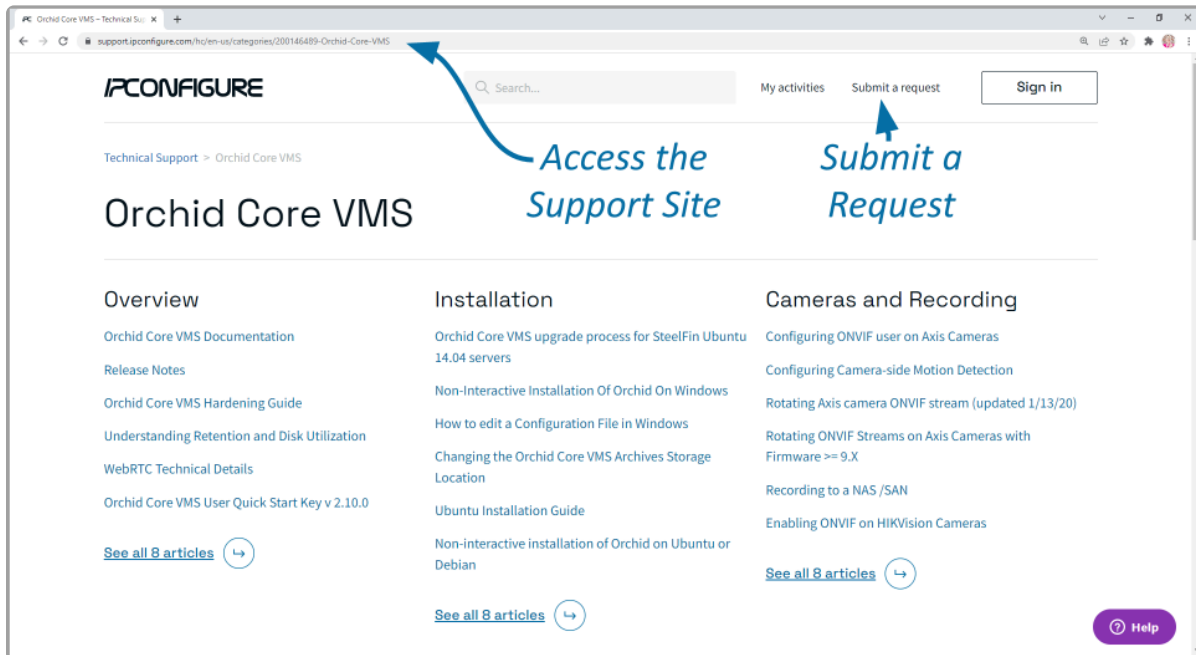 Orchid Core VMS – Technical Sup
support.ipconfigure.com/hc/en-us/categories/200146489-Orchid-Core-VMS
IPCONFIGURE
Search...
My activities
Submit a request
Sign in
Technical Support > Orchid Core VMS
Access the
Support Site
Submit a
Request
Orchid Core VMS
Overview
Orchid Core VMS Documentation
Release Notes
Orchid Core VMS Hardening Guide
Understanding Retention and Disk Utilization
WebRTC Technical Details
Orchid Core VMS User Quick Start Key v 2.10.0
See all 8 articles
Installation
Orchid Core VMS upgrade process for SteelFin Ubuntu
14.04 servers
Non-Interactive Installation Of Orchid On Windows
How to edit a Configuration File in Windows
Changing the Orchid Core VMS Archives Storage
Location
Ubuntu Installation Guide
Non-interactive installation of Orchid on Ubuntu or
Debian
See all 8 articles
Cameras and Recording
Configuring ONVIF user on Axis Cameras
Configuring Camera-side Motion Detection
Rotating Axis camera ONVIF stream (updated 1/13/20)
Rotating ONVIF Streams on Axis Cameras with
Firmware >= 9.X
Recording to a NAS /SAN
Enabling ONVIF on HIKVision Cameras
See all 8 articles
Help